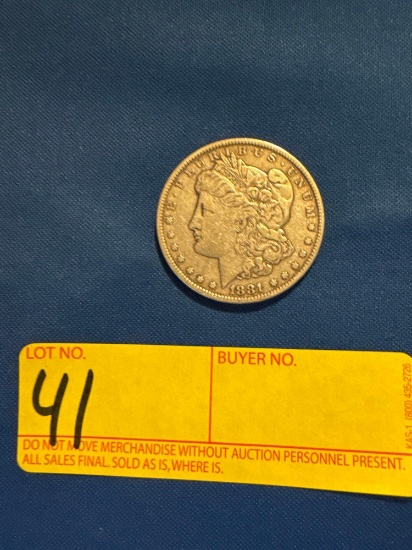 E · PLURIBUS · UNUM
1881
LOT NO.
BUYER NO.
41
DO NOT MOVE MERCHANDISE WITHOUT AUCTION PERSONNEL PRESENT.
ALL SALES FINAL. SOLD AS IS, WHERE IS.